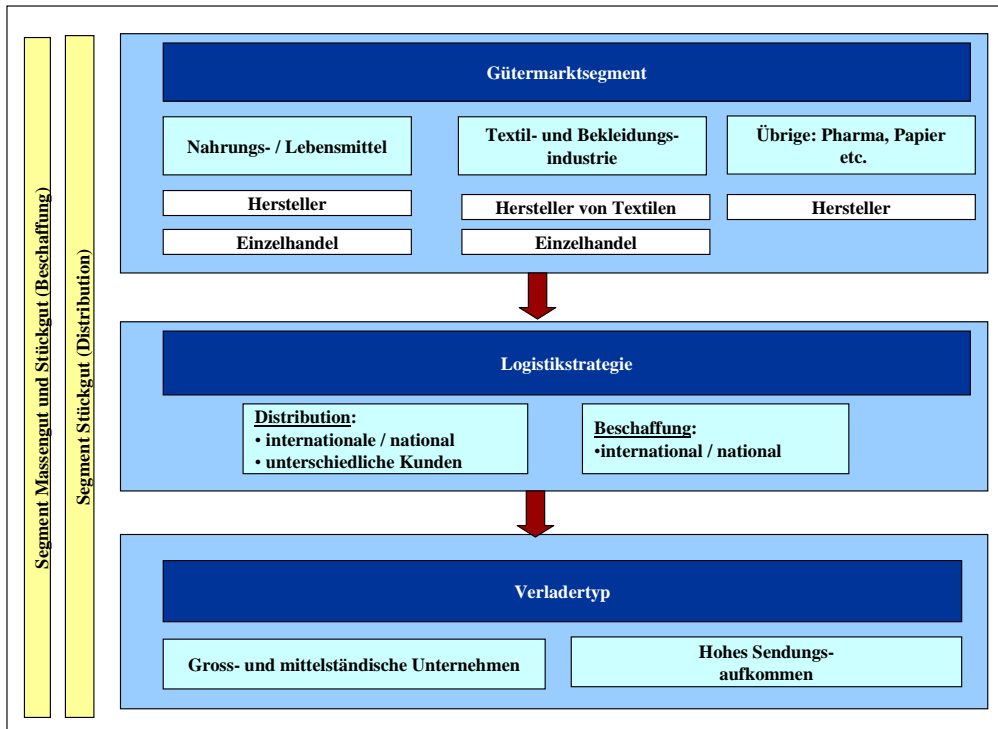 Segment Massengut und Stückgut (Beschaffung)
Segment Stückgut (Distribution)
Gütermarktsegment
Nahrungs- / Lebensmittel
Textil- und Bekleidungs-
industrie
Übrige: Pharma, Papier
etc.
Hersteller
Hersteller von Textilen
Hersteller
Einzelhandel
Einzelhandel
Logistikstrategie
Distribution:
• internationale / national
• unterschiedliche Kunden
Beschaffung:
•international / national
Verladertyp
Gross- und mittelständische Unternehmen
Hohes Sendungs-
aufkommen